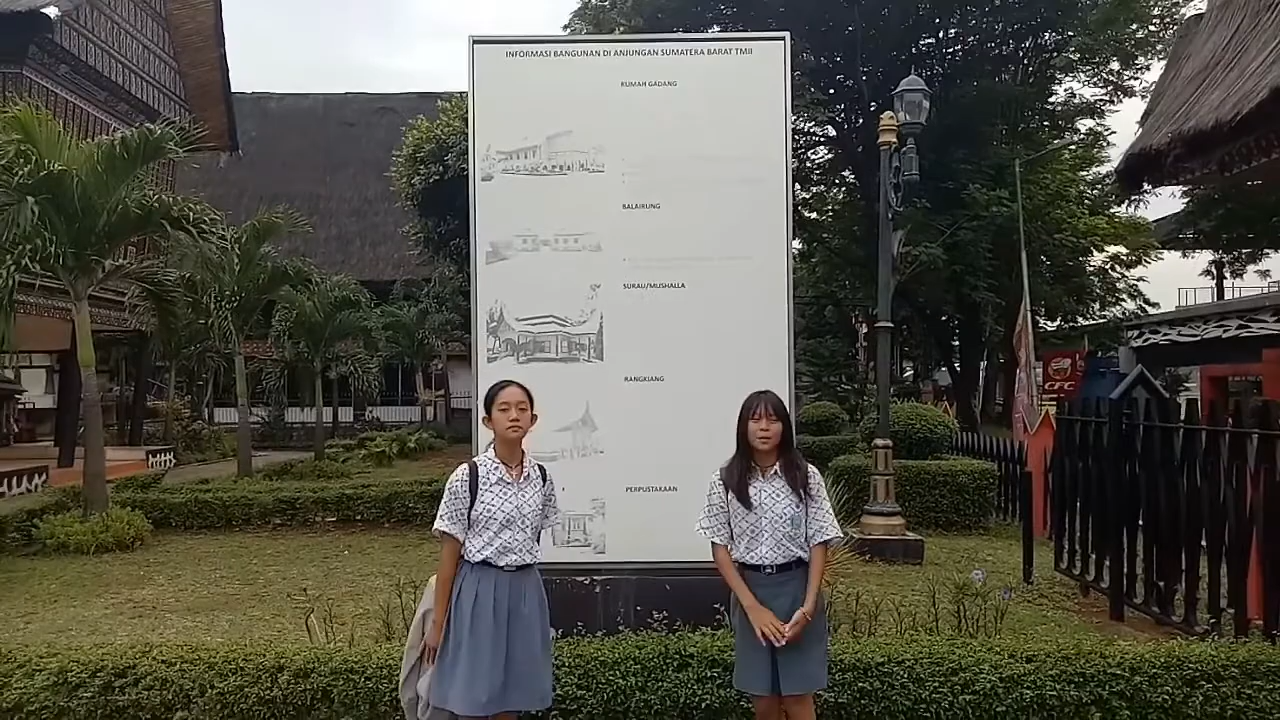 INFORMASI BANGUNAN DI ANJUNGAN SUMATERA BARAT TMII
RUMAH GADANG
BALAIRUNG
SURAU/MUSHALLA
RANGKIANG
PERPUSTAKAAN
CFC